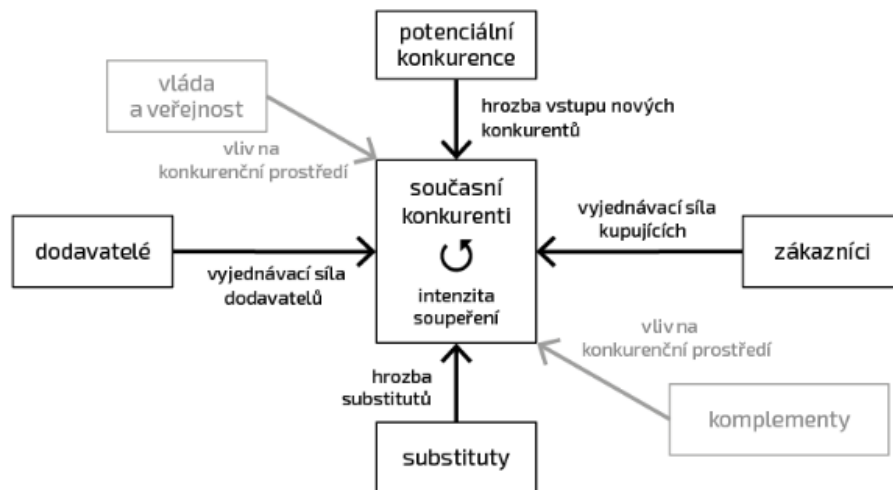 potenciální
konkurence
vláda
a veřejnost
hrozba vstupu nových
konkurentů
vliv na
konkurenční prostředí
současní
konkurenti
intenzita
soupeření
dodavatelé
vyjednávací síla
dodavatelů
vyjednávací síla
kupujících
zákazníci
vliv na
konkurenční prostředí
hrozba
substitutů
komplementy
substituty